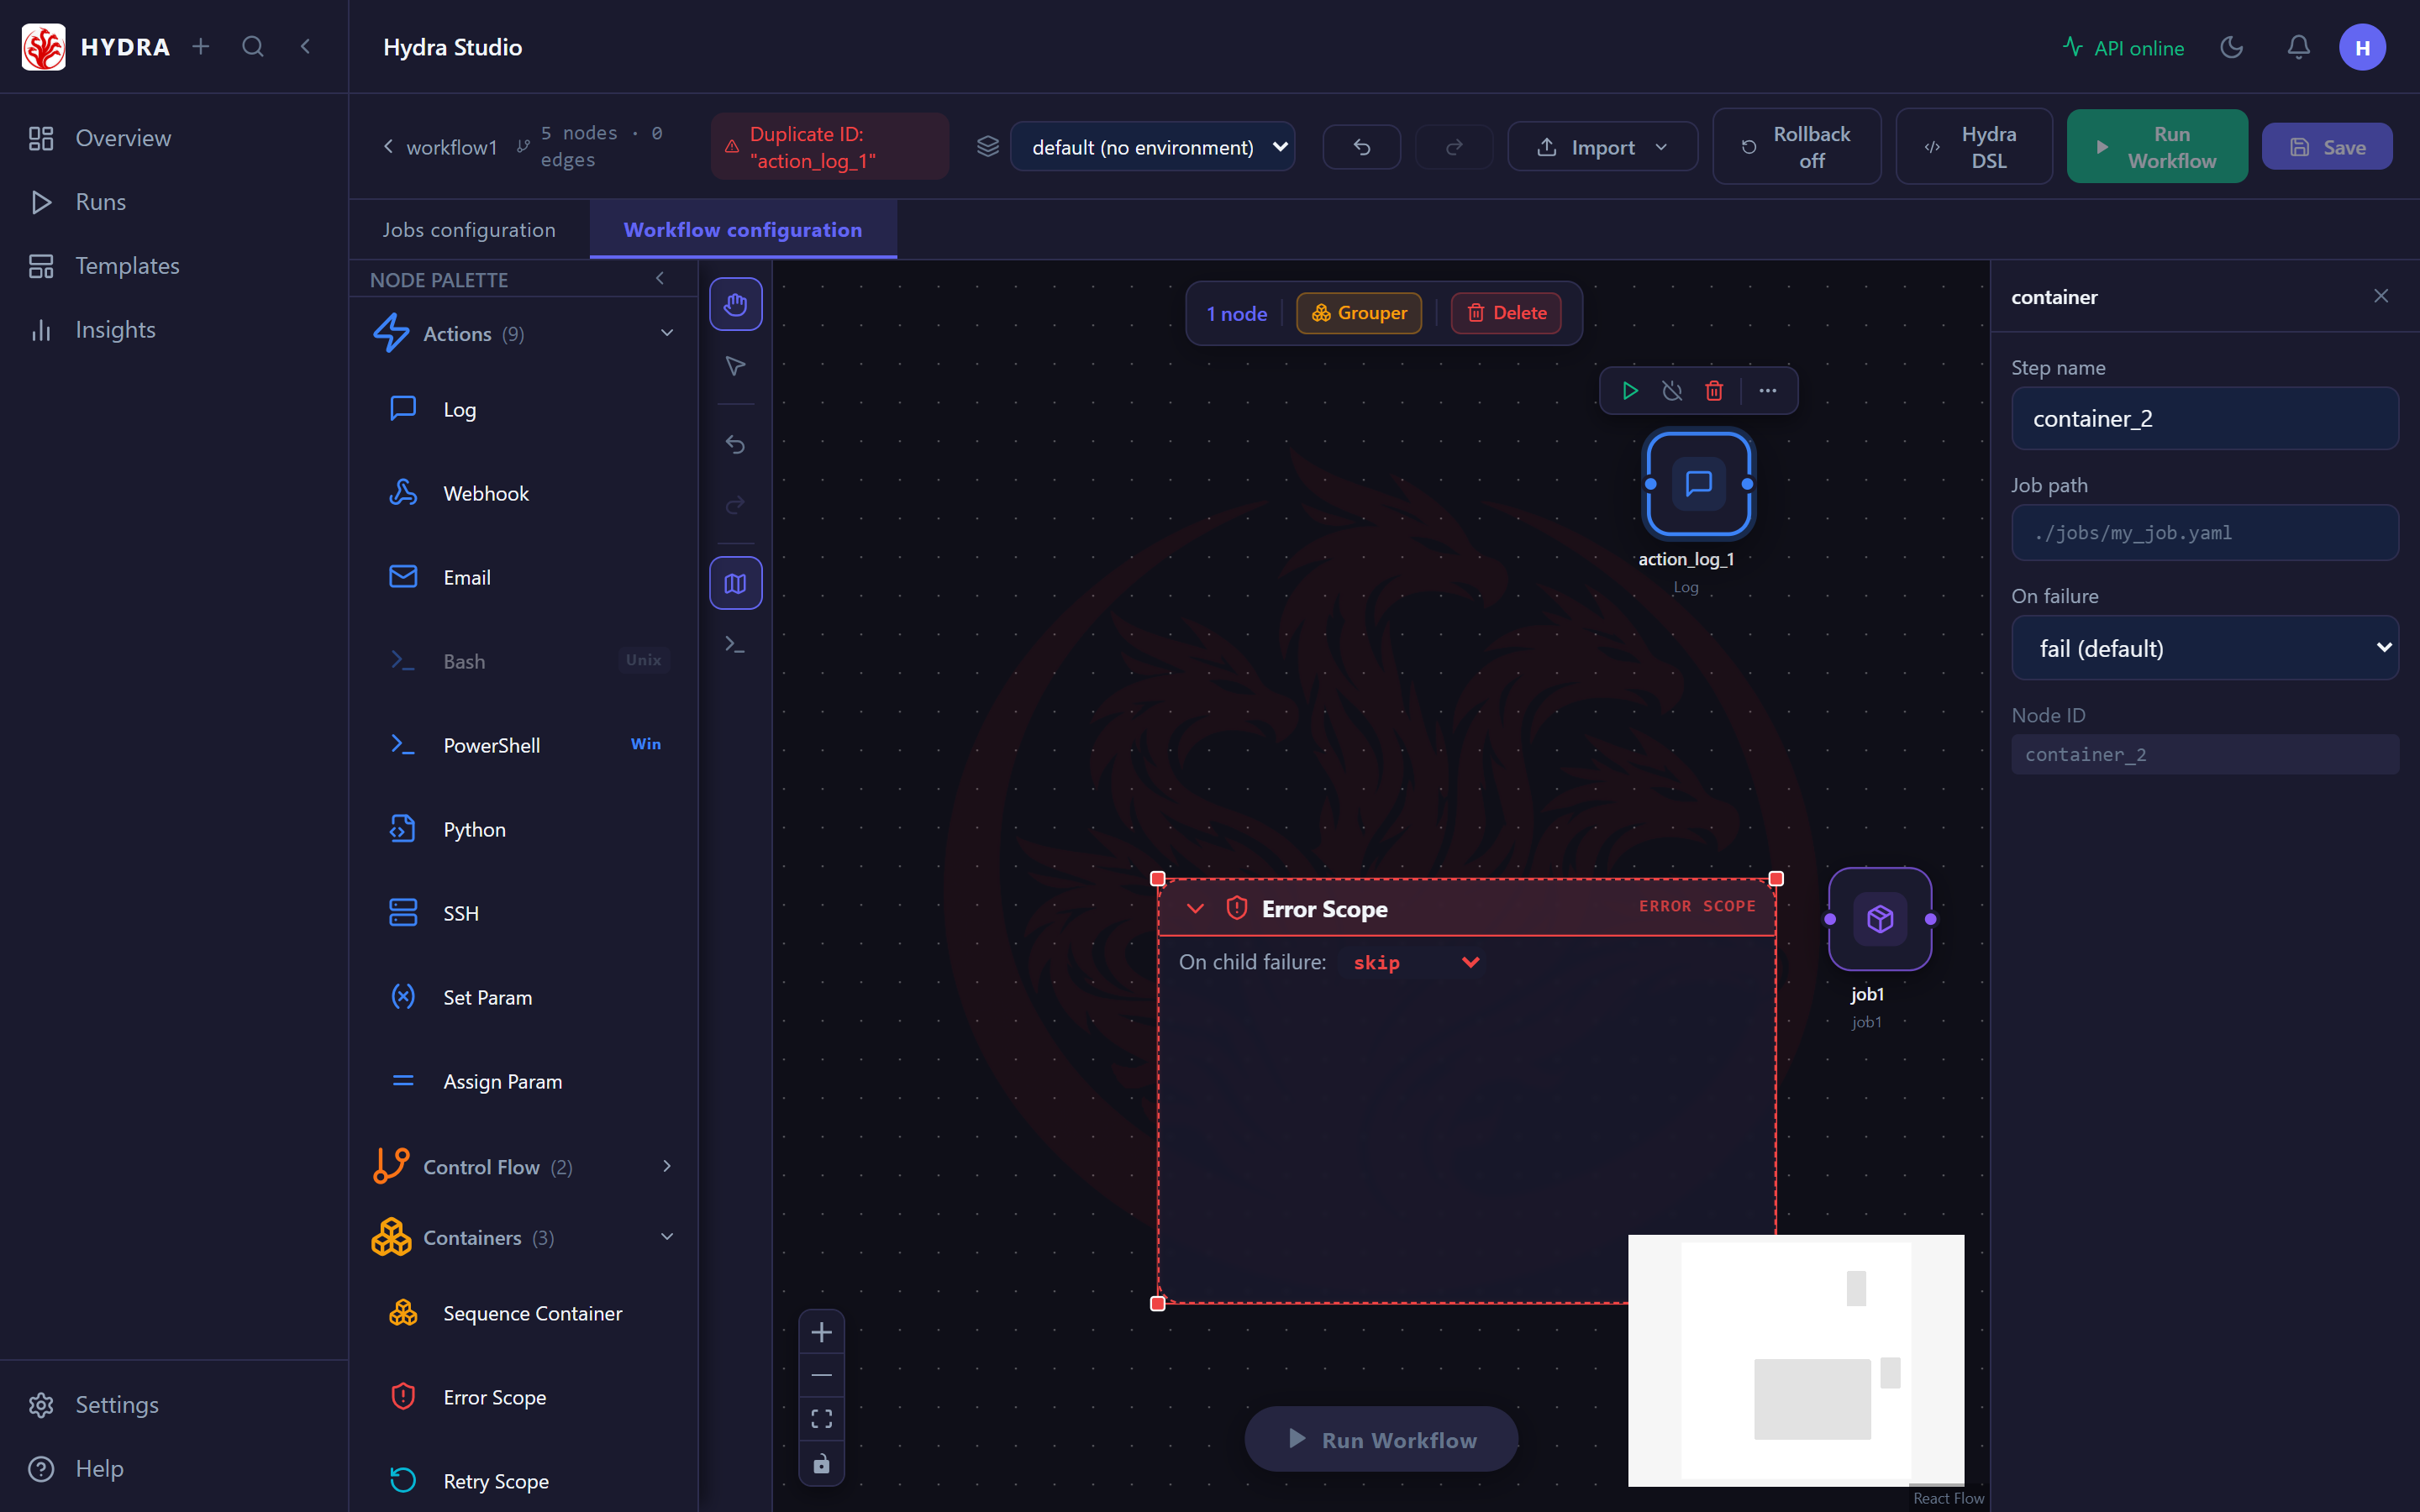 HYDRA
Hydra Studio
API online
H
Overview
Runs
Templates
Insights
Settings
Help
workflow1
5 nodes · 0
edges
Duplicate ID:
"action_log_1"
default (no environment)
Import
Rollback
off
Hydra
DSL
Run
Workflow
Save
Jobs configuration
Workflow configuration
NODE PALETTE
Actions (9)
Log
Webhook
Email
Bash Unix
PowerShell Win
Python
SSH
Set Param
Assign Param
Control Flow (2)
Containers (3)
Sequence Container
Error Scope
Retry Scope
1 node
Grouper
Delete
action_log_1
Log
Error Scope
ERROR SCOPE
On child failure: skip
job1
job1
Run Workflow
React Flow
container
Step name
container_2
Job path
./jobs/my_job.yaml
On failure
fail (default)
Node ID
container_2